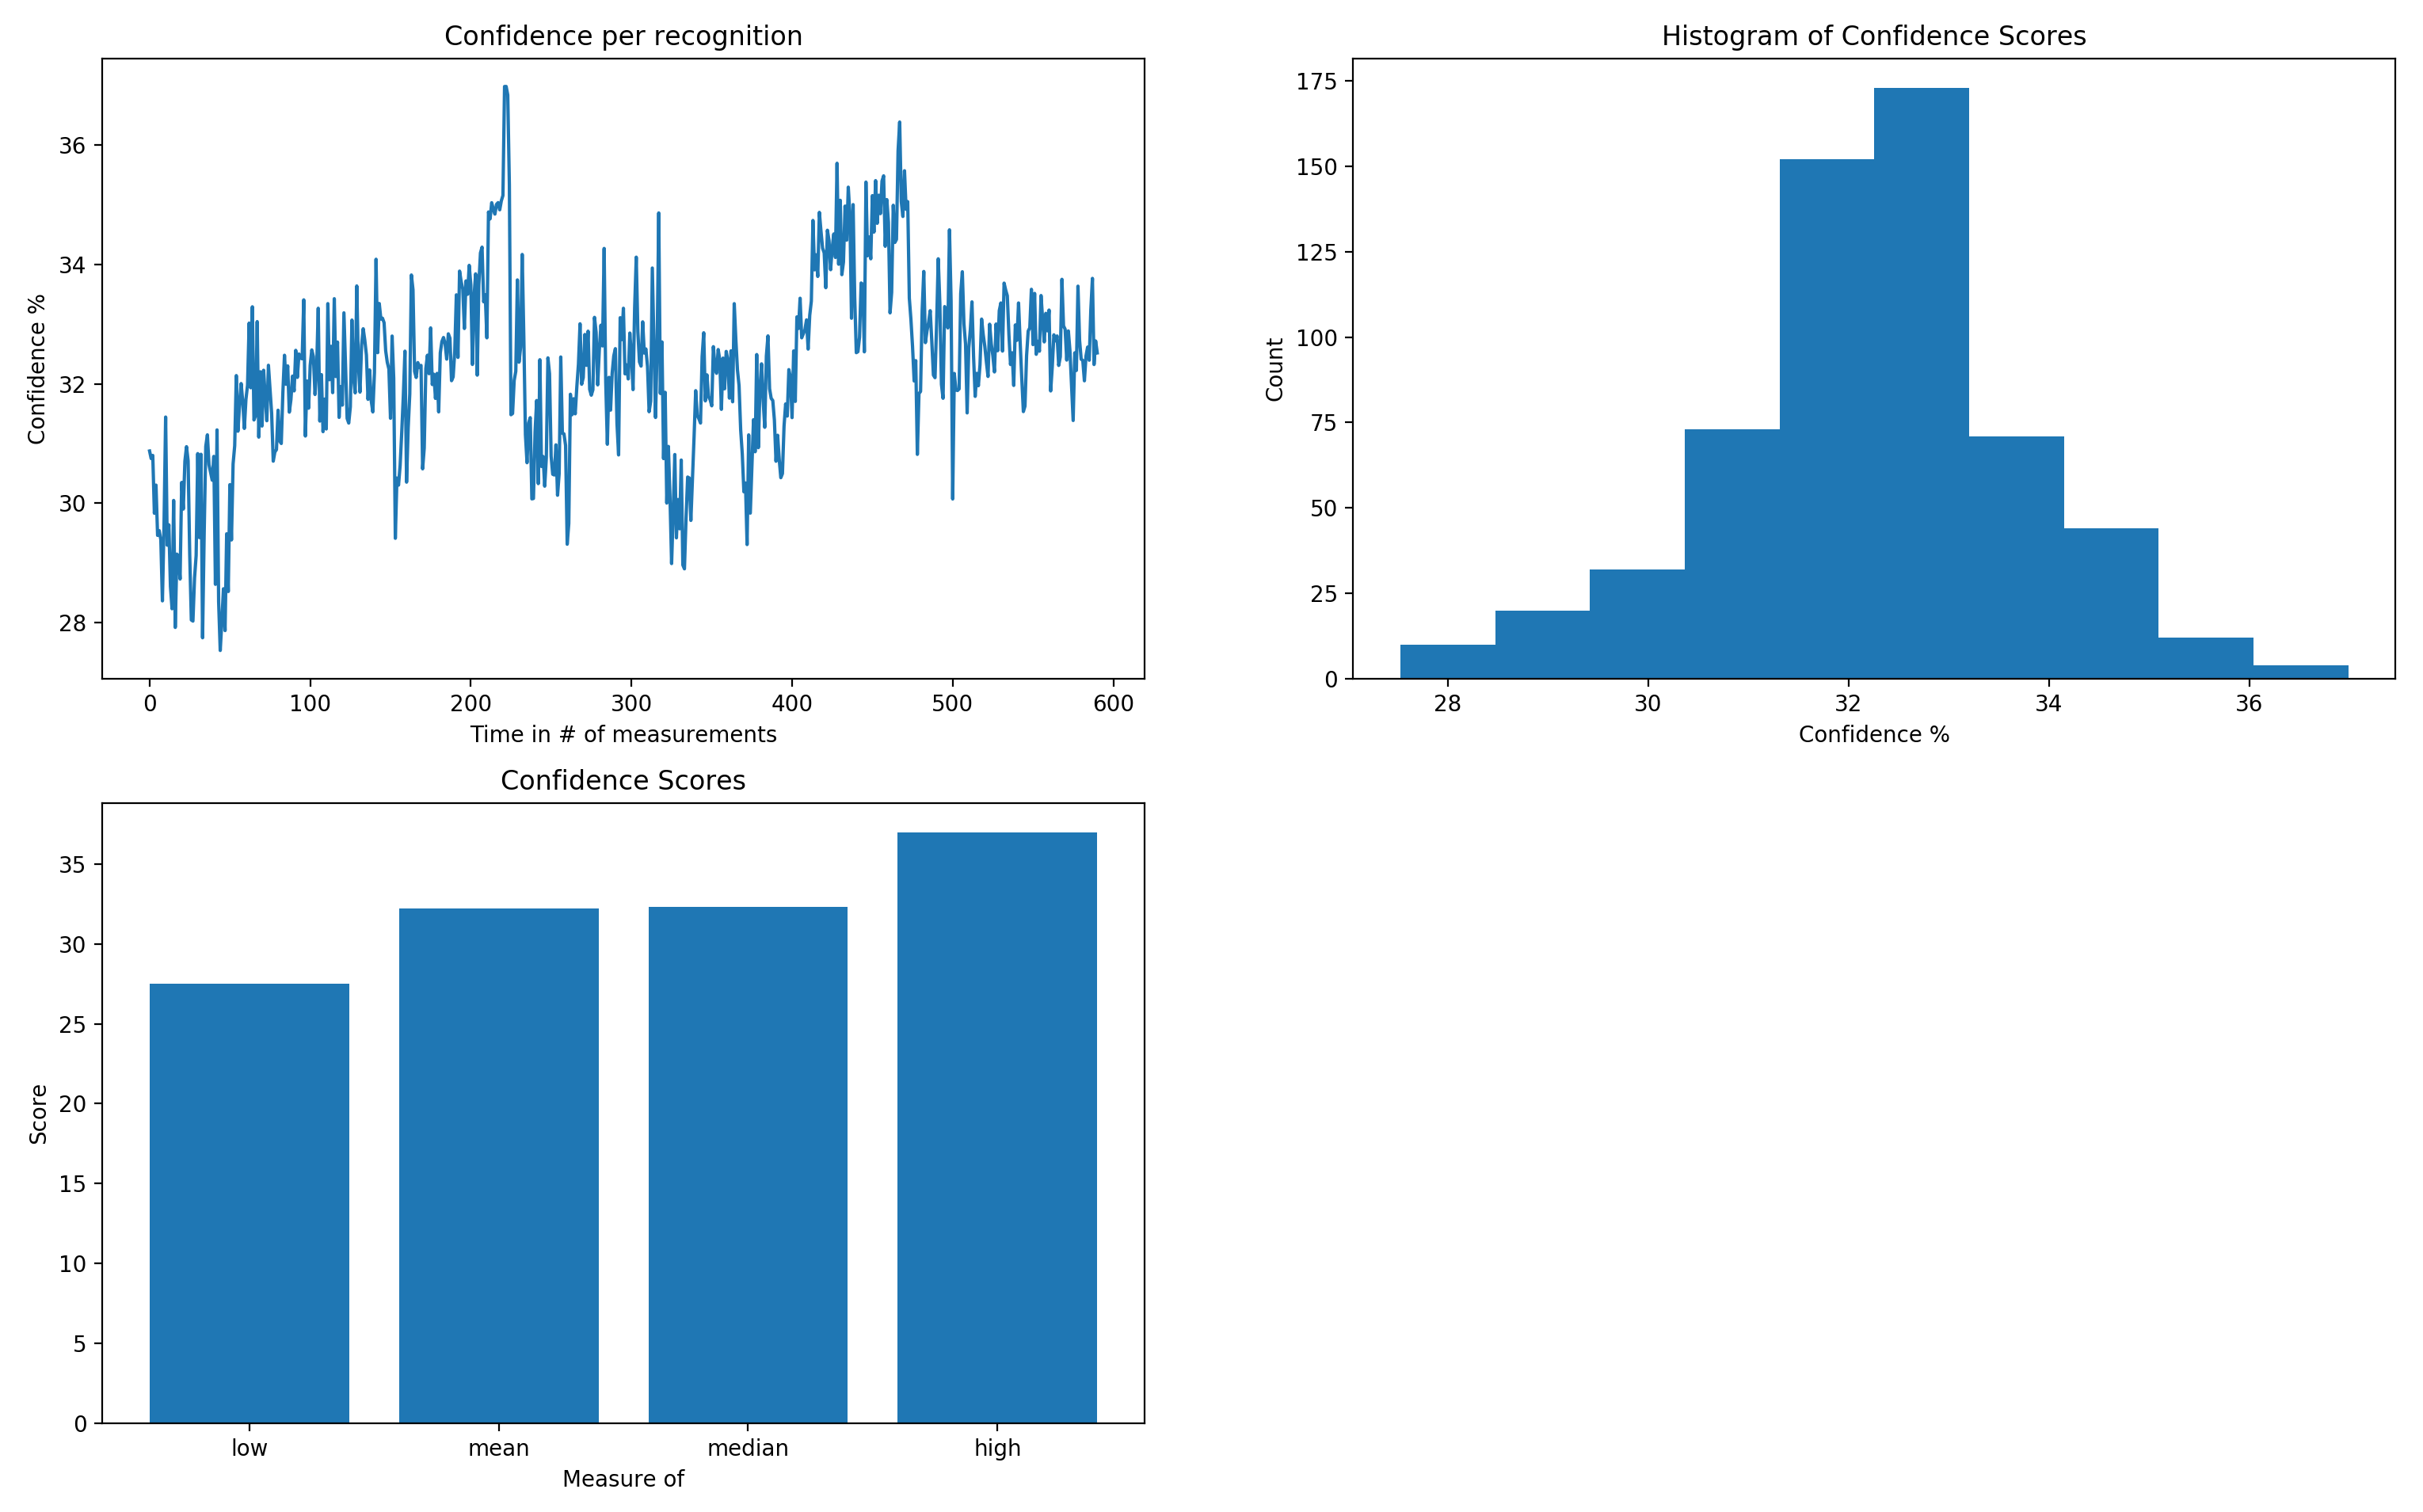 Confidence per recognition
Confidence %
36
34
32
30
28
0 100 200 300 400 500 600
Time in # of measurements
Histogram of Confidence Scores
Count
175
150
125
100
75
50
25
0
28 30 32 34 36
Confidence %
Confidence Scores
Score
35
30
25
20
15
10
5
0
low mean median high
Measure of